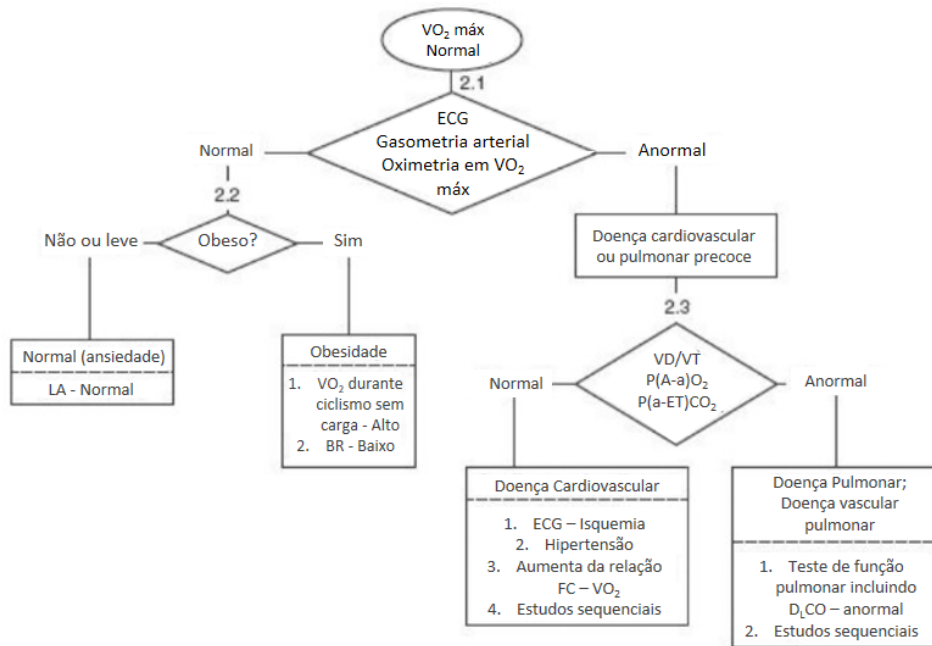 VO₂ máx
Normal
2.1
ECG
Gasometria arterial
Oximetria em VO₂
máx
Normal
Anormal
2.2
Obeso?
Não ou leve
Sim
Doença cardiovascular
ou pulmonar precoce
2.3
Normal (ansiedade)
LA - Normal
Obesidade
1. VO₂ durante
ciclismo sem
carga - Alto
2. BR - Baixo
VD/VT
P(A-a)O₂
P(a-ET)CO₂
Normal
Anormal
Doença Cardiovascular
1. ECG – Isquemia
2. Hipertensão
3. Aumenta da relação
FC – VO₂
4. Estudos sequenciais
Doença Pulmonar;
Doença vascular
pulmonar
1. Teste de função
pulmonar incluindo
DLCO – anormal
2. Estudos sequenciais